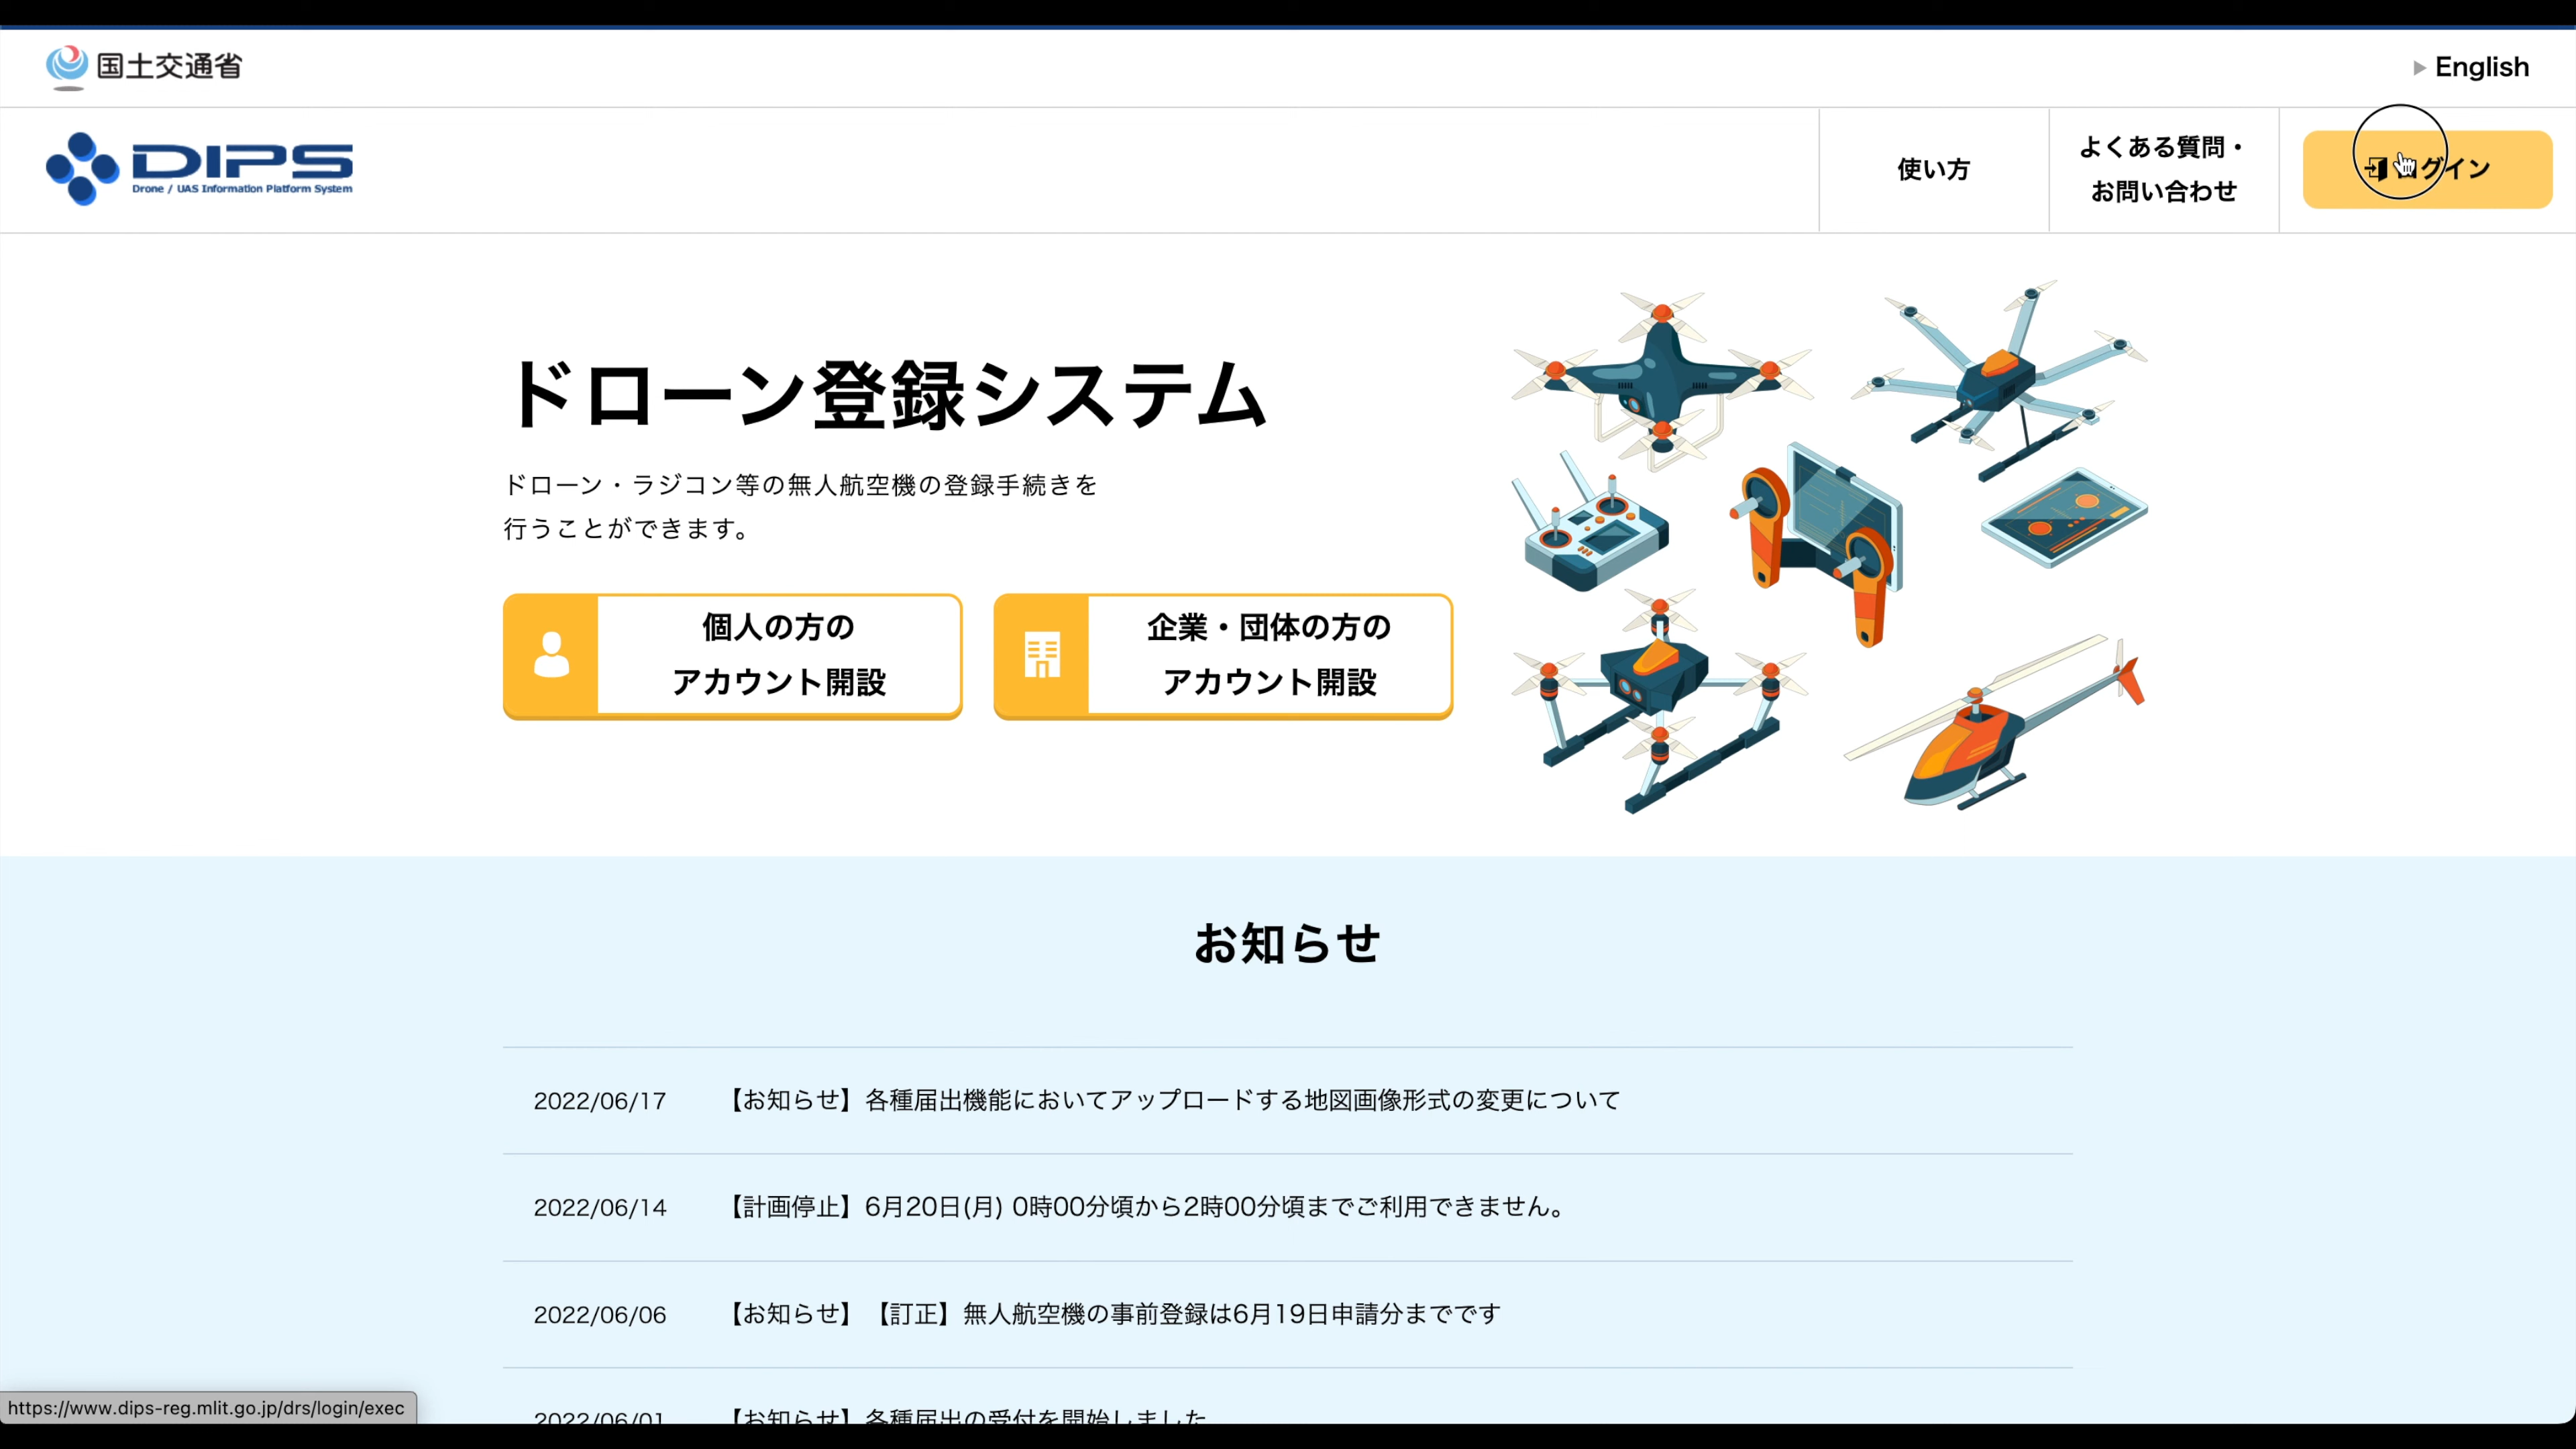 国土交通省
English
DIPS
Drone / UAS Information Platform System
使い方
よくある質問・
お問い合わせ
グイン
ドローン登録システム
ドローン・ラジコン等の無人航空機の登録手続きを
行うことができます。
個人の方の
アカウント開設
企業・団体の方の
アカウント開設
お知らせ
2022/06/17 【お知らせ】各種届出機能においてアップロードする地図画像形式の変更について
2022/06/14 【計画停止】6月20日(月) 0時00分頃から2時00分頃までご利用できません。
2022/06/06 【お知らせ】【訂正】無人航空機の事前登録は6月19日申請分までです
2022/06/01 【お知らせ】各種届出の受付を開始しました
https://www.dips-reg.mlit.go.jp/drs/login/exec